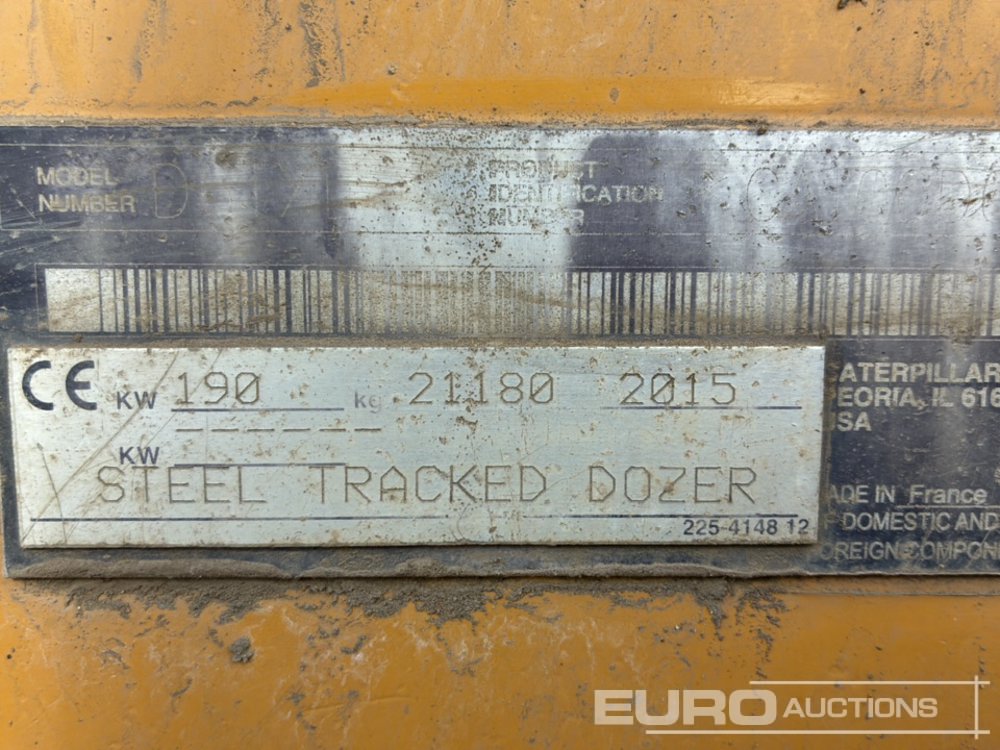 MODEL
NUMBER
PRODUCT
IDENTIFICATION
NUMBER
CE KW 190 kg 21180 2015
KW
STEEL TRACKED DOZER
225-4148 12
CATERPILLAR
PEORIA, IL 616
USA
ADE IN France
F DOMESTIC AND
OREIGN COMPON
EURO AUCTIONS